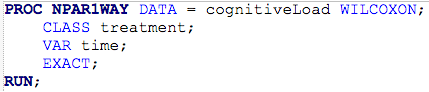 PROC NPAR1WAY DATA = cognitiveLoad WILCOXON;
CLASS treatment;
VAR time;
EXACT;
RUN;